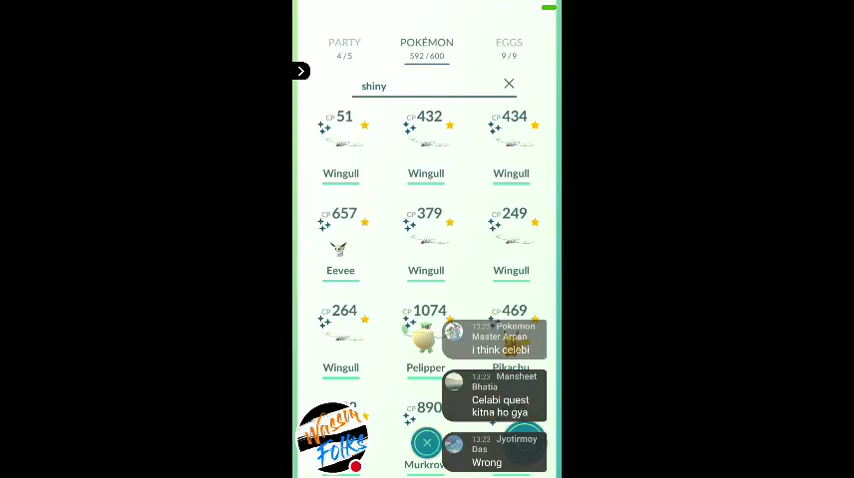 PARTY
POKÉMON
EGGS
4 / 5
592 / 600
9 / 9
shiny
CP 51
CP 432
CP 434
Wingull
Wingull
Wingull
CP 657
CP 379
CP 249
Eevee
Wingull
Wingull
CP 264
CP 1074
CP 469
Wingull
Pelipper
Pikachu
13:23 Pokemon
Master Arpan
i think celebi
13:23 Mansheet
Bhatia
Celabi quest
kitna ho gya
CP 890
13:23 Jyotirmoy
Das
Wrong
Wassup
Folks